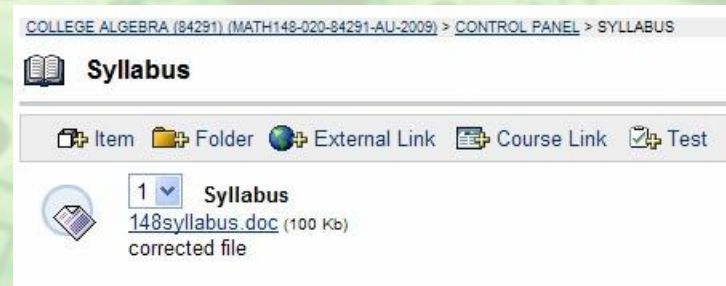 COLLEGE ALGEBRA (84291) (MATH148-020-84291-AU-2009) > CONTROL PANEL > SYLLABUS
Syllabus
Item Folder External Link Course Link Test
1 Syllabus
148syllabus.doc (100 Kb)
corrected file